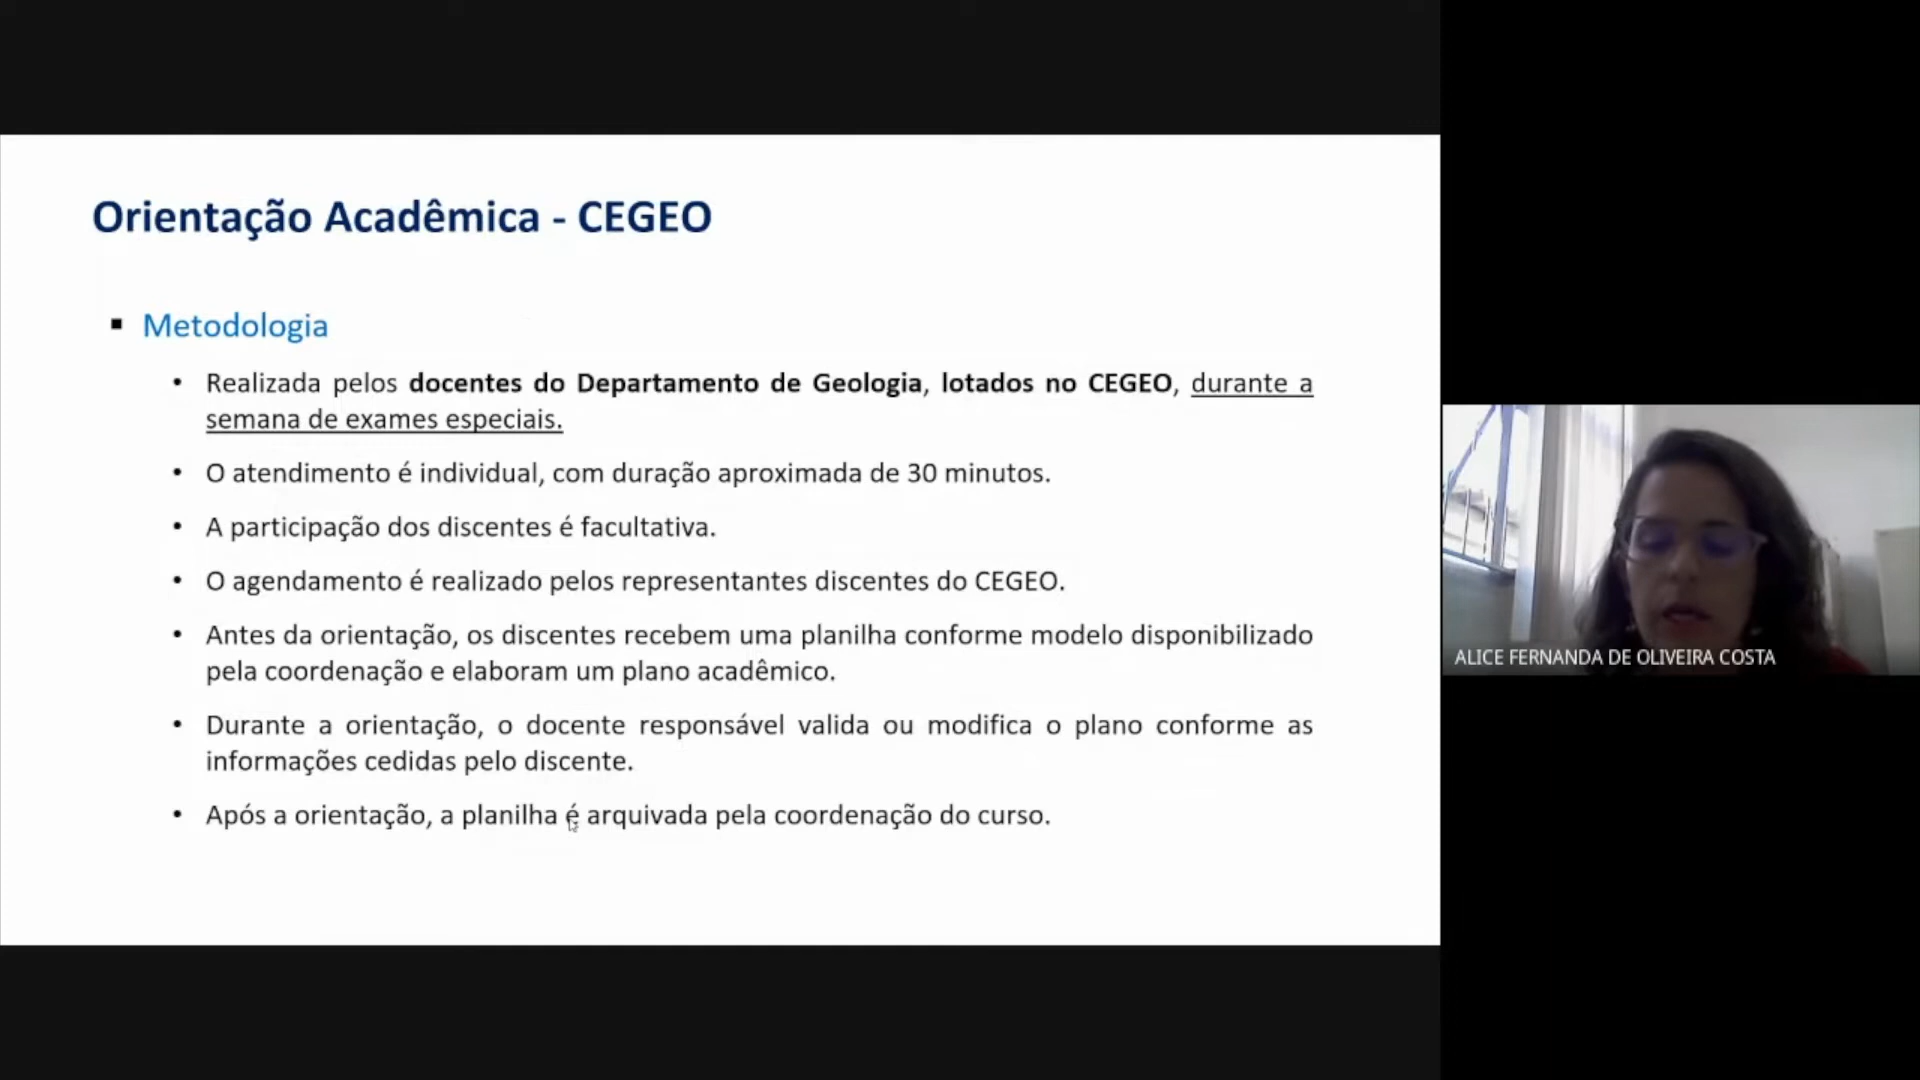 Orientação Acadêmica - CEGEO
Metodologia
Realizada pelos docentes do Departamento de Geologia, lotados no CEGEO, durante a
semana de exames especiais.
O atendimento é individual, com duração aproximada de 30 minutos.
A participação dos discentes é facultativa.
O agendamento é realizado pelos representantes discentes do CEGEO.
Antes da orientação, os discentes recebem uma planilha conforme modelo disponibilizado
pela coordenação e elaboram um plano acadêmico.
Durante a orientação, o docente responsável valida ou modifica o plano conforme as
informações cedidas pelo discente.
Após a orientação, a planilha é arquivada pela coordenação do curso.
ALICE FERNANDA DE OLIVEIRA COSTA